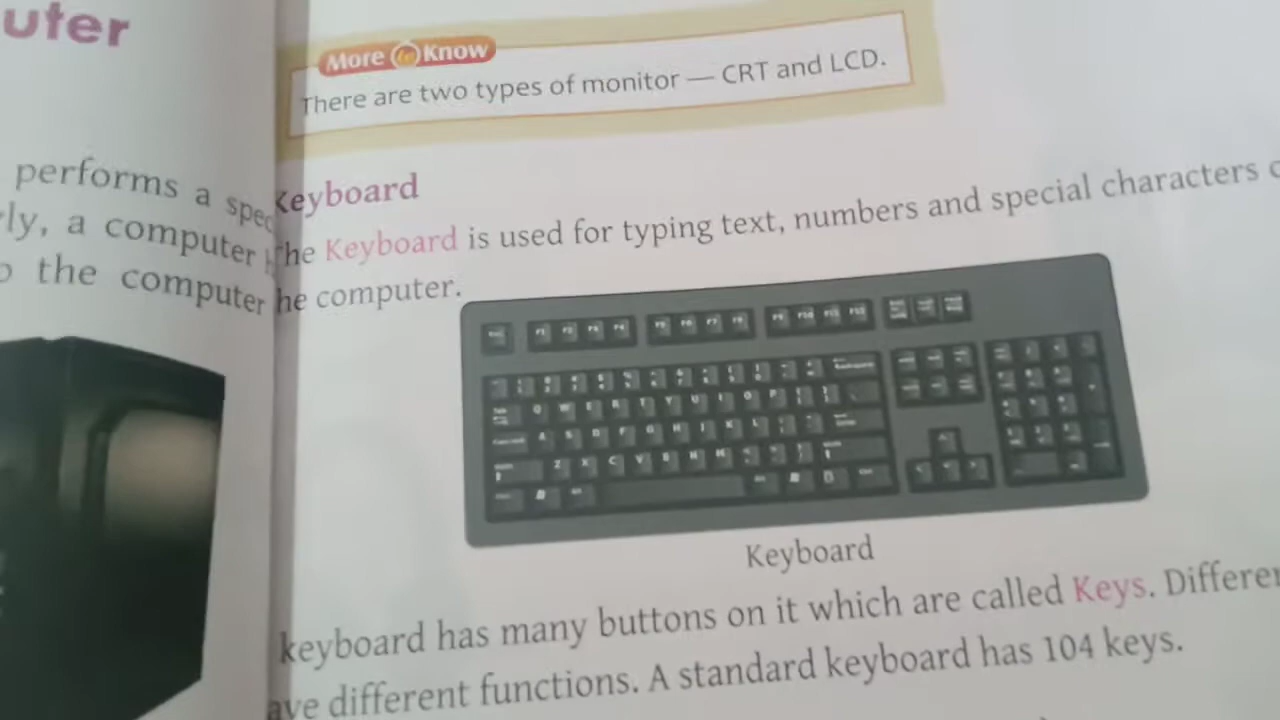 uter
performs a spec
ly, a computer
the computer
More to Know
There are two types of monitor — CRT and LCD.
Keyboard
The Keyboard is used for typing text, numbers and special characters
he computer.
Keyboard
keyboard has many buttons on it which are called Keys. Differen
ave different functions. A standard keyboard has 104 keys.